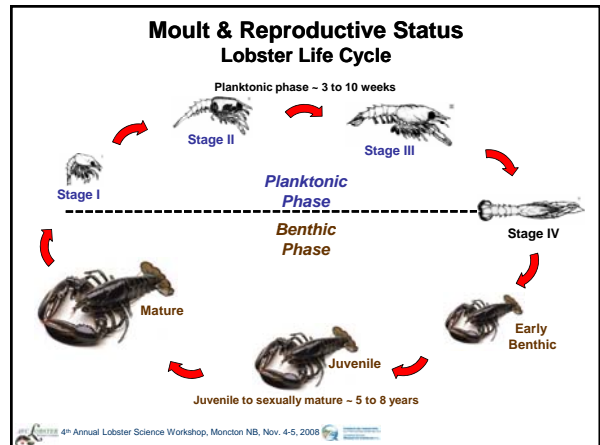 Moult & Reproductive Status
Lobster Life Cycle
Planktonic phase ~ 3 to 10 weeks
Stage II
Stage III
Stage I
Planktonic
Phase
Benthic
Phase
Stage IV
Mature
Early
Benthic
Juvenile
Juvenile to sexually mature ~ 5 to 8 years
AVC LOBSTER
4th Annual Lobster Science Workshop, Moncton NB, Nov. 4-5, 2008